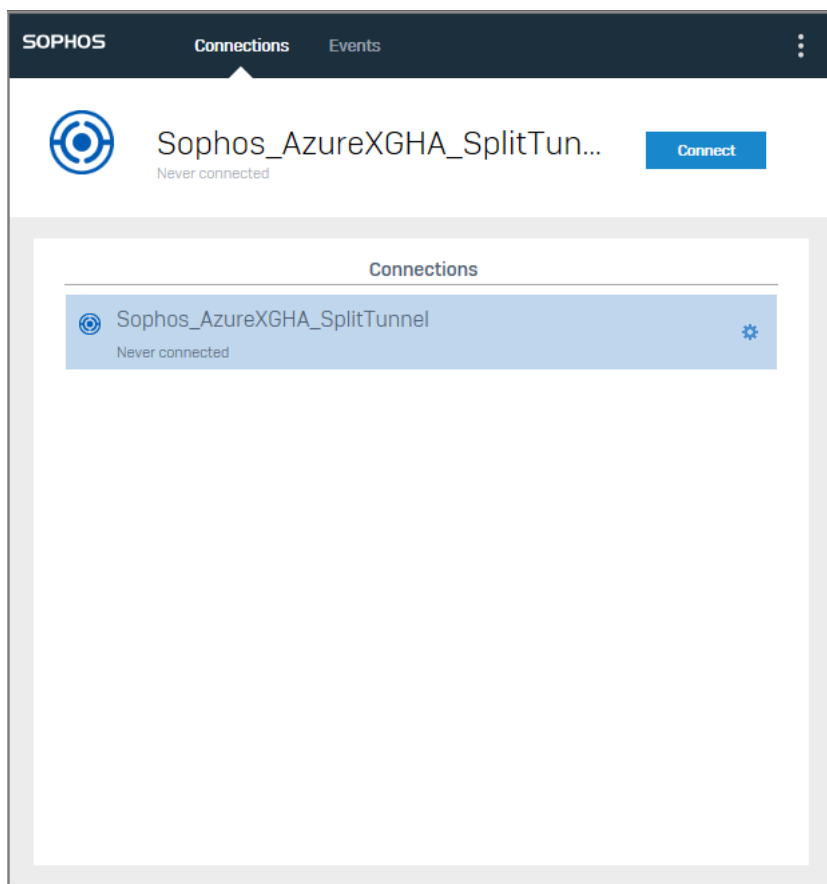 SOPHOS Connections Events
Sophos_AzureXGHA_SplitTun...
Connect
Never connected
Connections
Sophos_AzureXGHA_SplitTunnel
Never connected